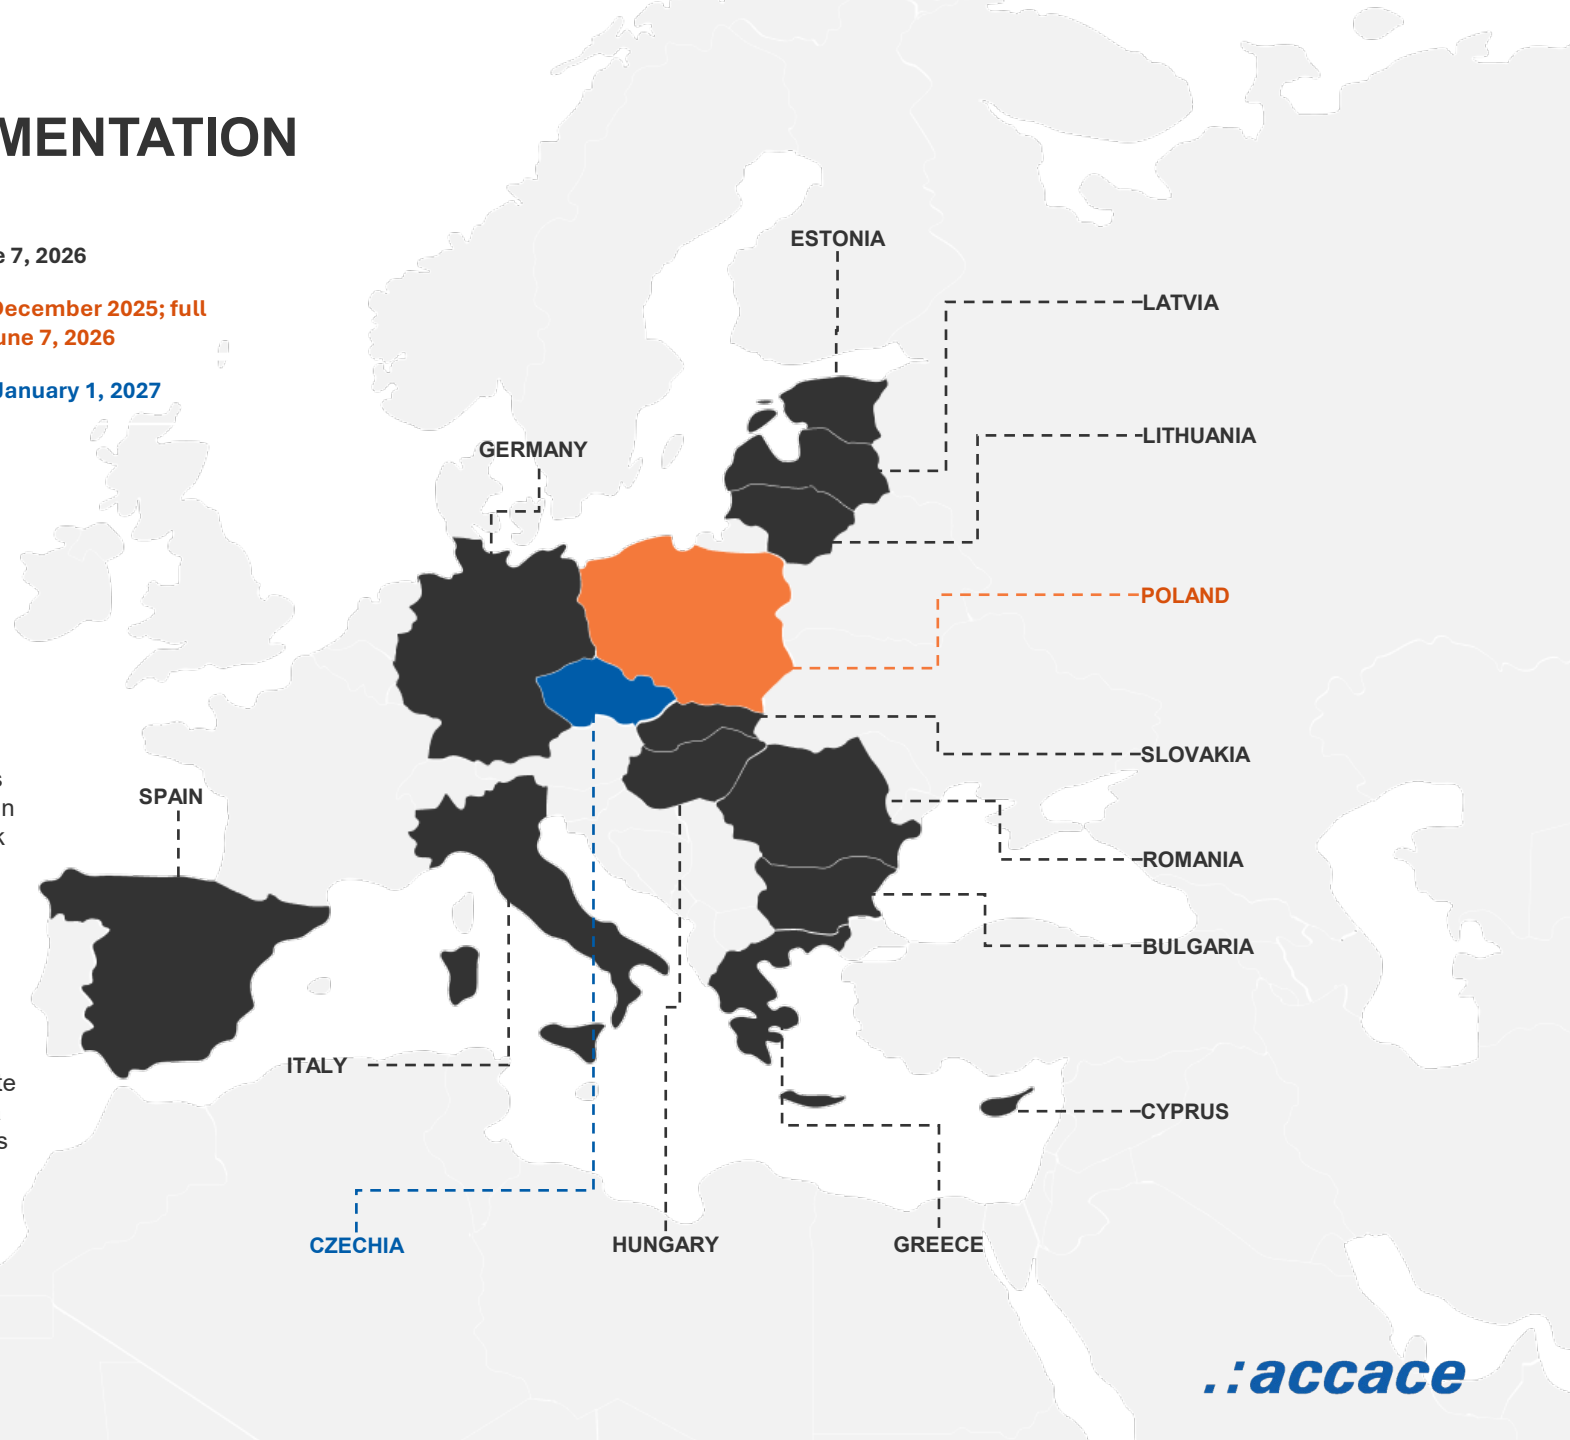 MENTATION
e 7, 2026
December 2025; full
une 7, 2026
January 1, 2027
ESTONIA
LATVIA
GERMANY
LITHUANIA
POLAND
SLOVAKIA
s
SPAIN
n
k
ROMANIA
BULGARIA
ITALY
te
CYPRUS
s
CZECHIA
HUNGARY
GREECE
.:accace